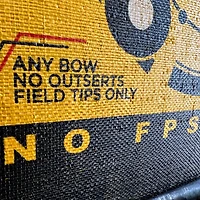 ANY BOW
NO OUTSERTS
FIELD TIPS ONLY
NO FPS